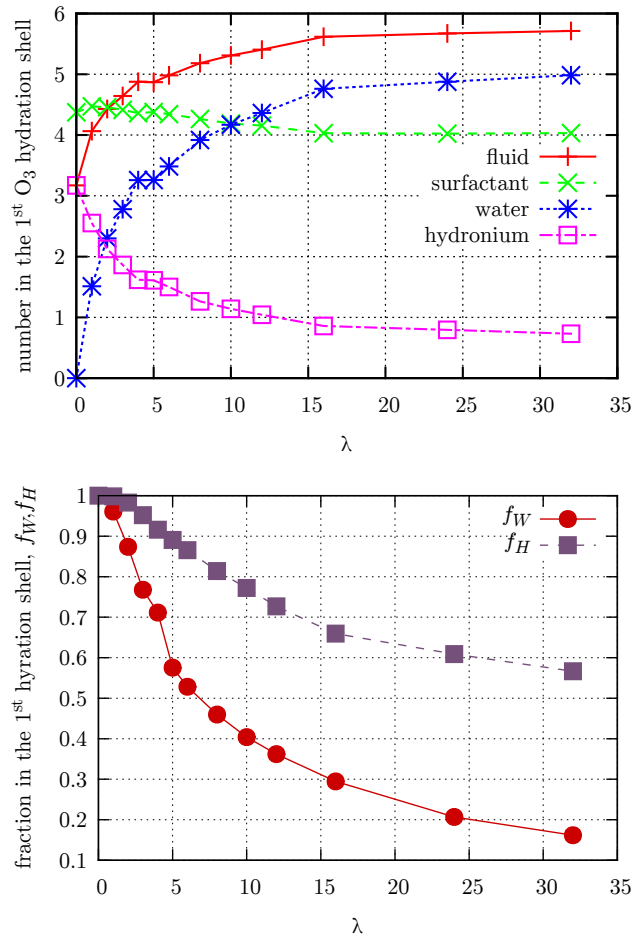 number in the 1st O3 hydration shell
6
5
4
3
2
1
0
fluid
surfactant
water
hydronium
0 5 10 15 20 25 30 35
λ
fraction in the 1st hyration shell, fW,fH
1
0.9
0.8
0.7
0.6
0.5
0.4
0.3
0.2
0.1
fW
fH
0 5 10 15 20 25 30 35
λ